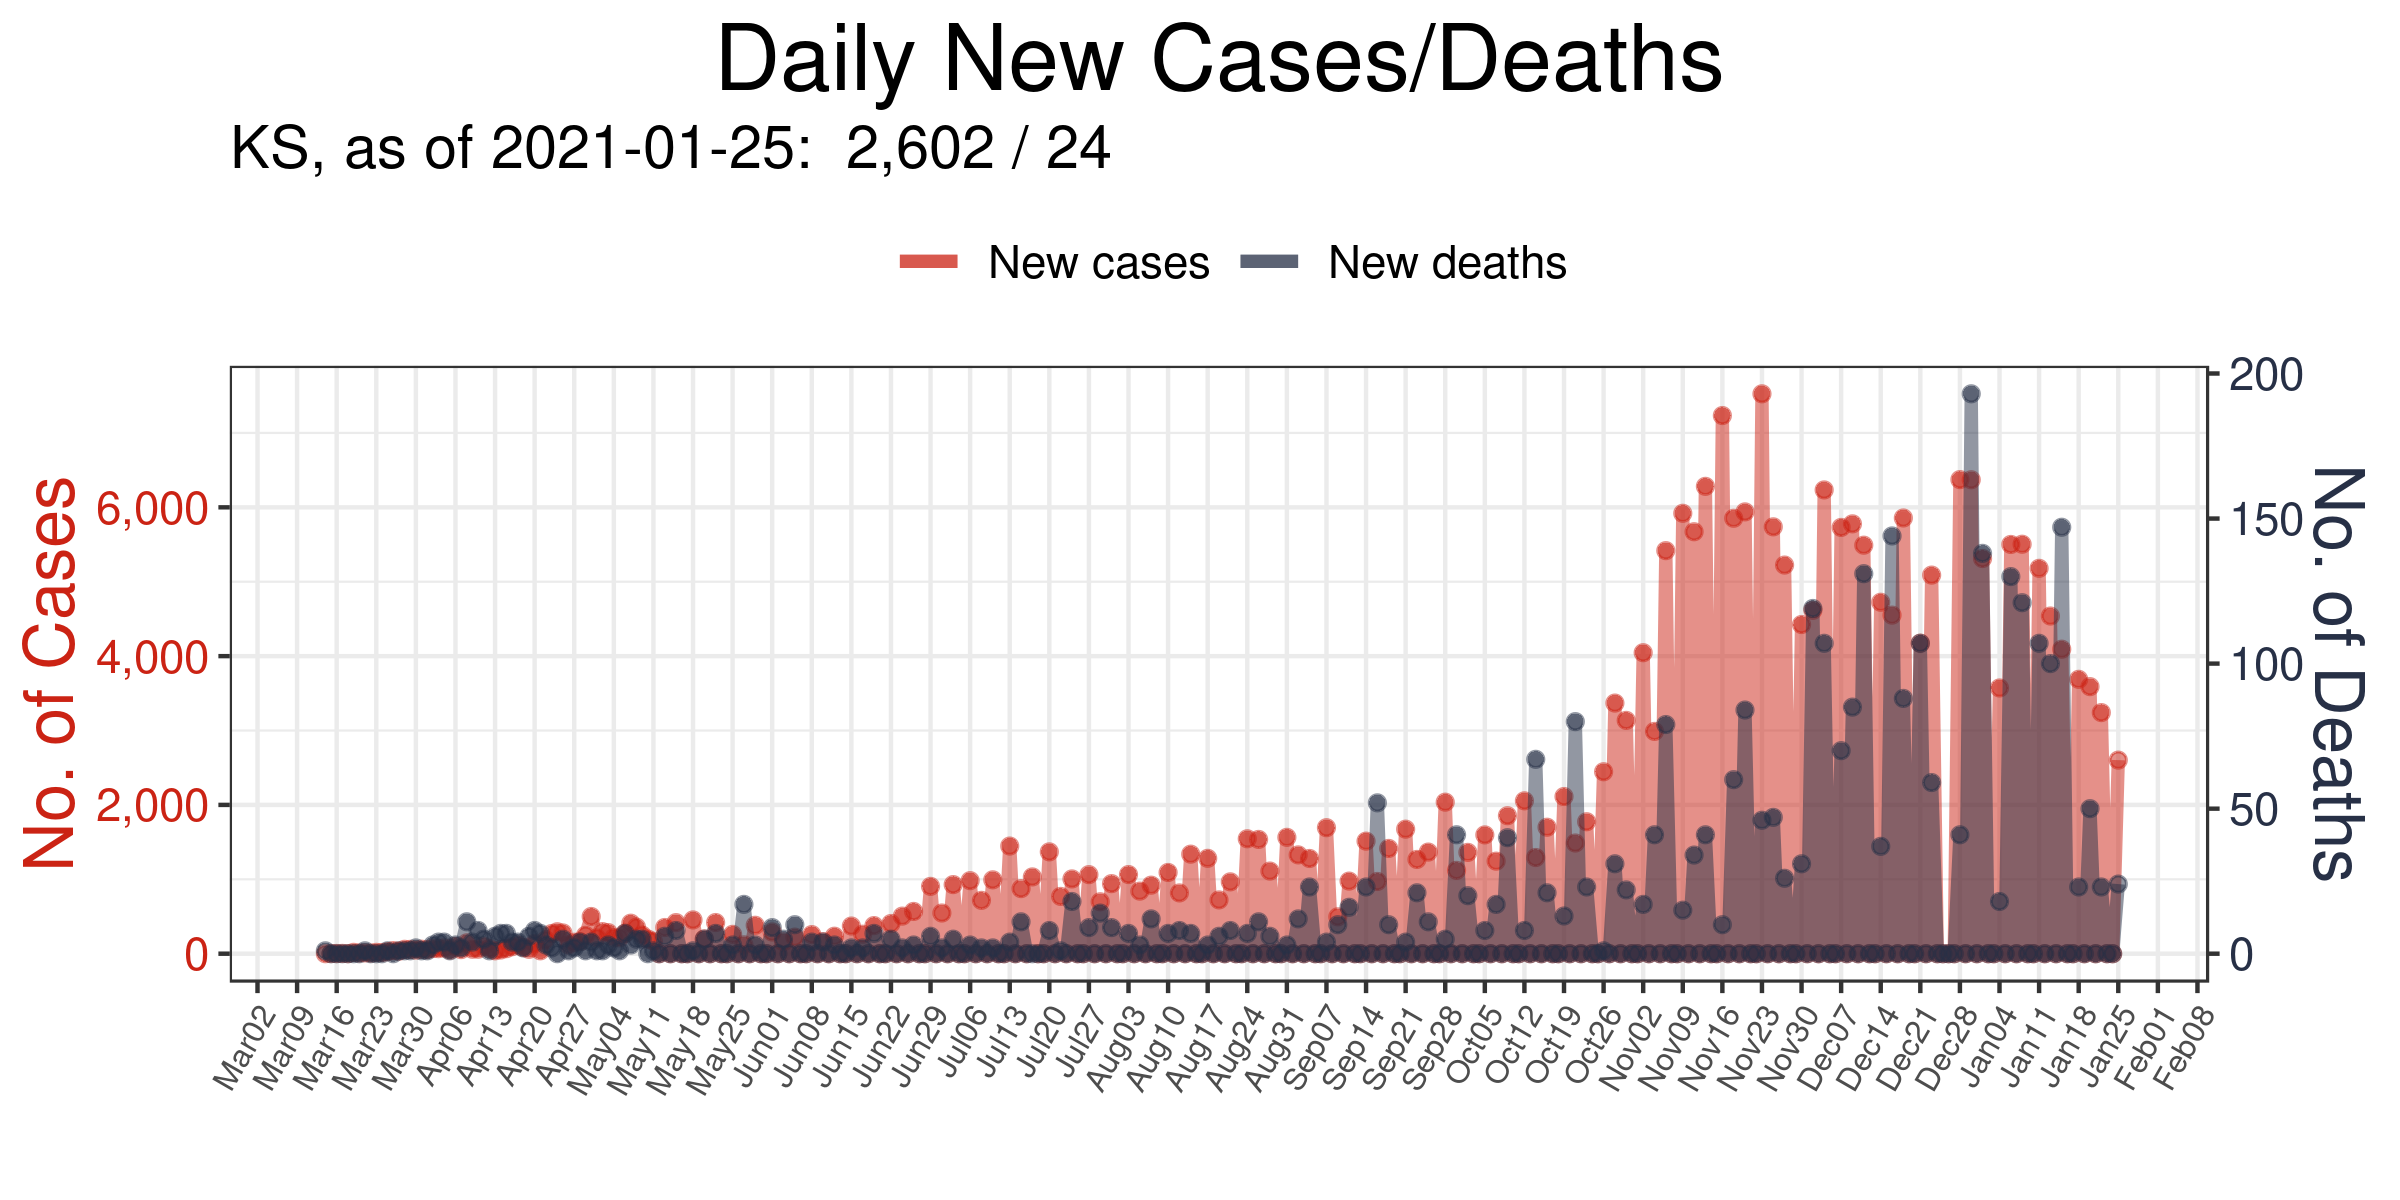 Daily New Cases/Deaths
KS, as of 2021-01-25:  2,602 / 24
New cases
New deaths
No. of Cases
6,000
4,000
2,000
0
200
150
100
50
0
No. of Deaths
Mar02
Mar09
Mar16
Mar23
Mar30
Apr06
Apr13
Apr20
Apr27
May04
May11
May18
May25
Jun01
Jun08
Jun15
Jun22
Jun29
Jul06
Jul13
Jul20
Jul27
Aug03
Aug10
Aug17
Aug24
Aug31
Sep07
Sep14
Sep21
Sep28
Oct05
Oct12
Oct19
Oct26
Nov02
Nov09
Nov16
Nov23
Nov30
Dec07
Dec14
Dec21
Dec28
Jan04
Jan11
Jan18
Jan25
Feb01
Feb08